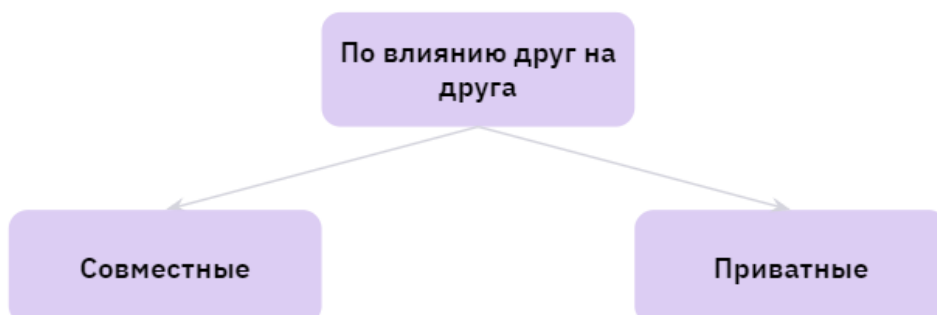 По влиянию друг на
друга
Совместные
Приватные